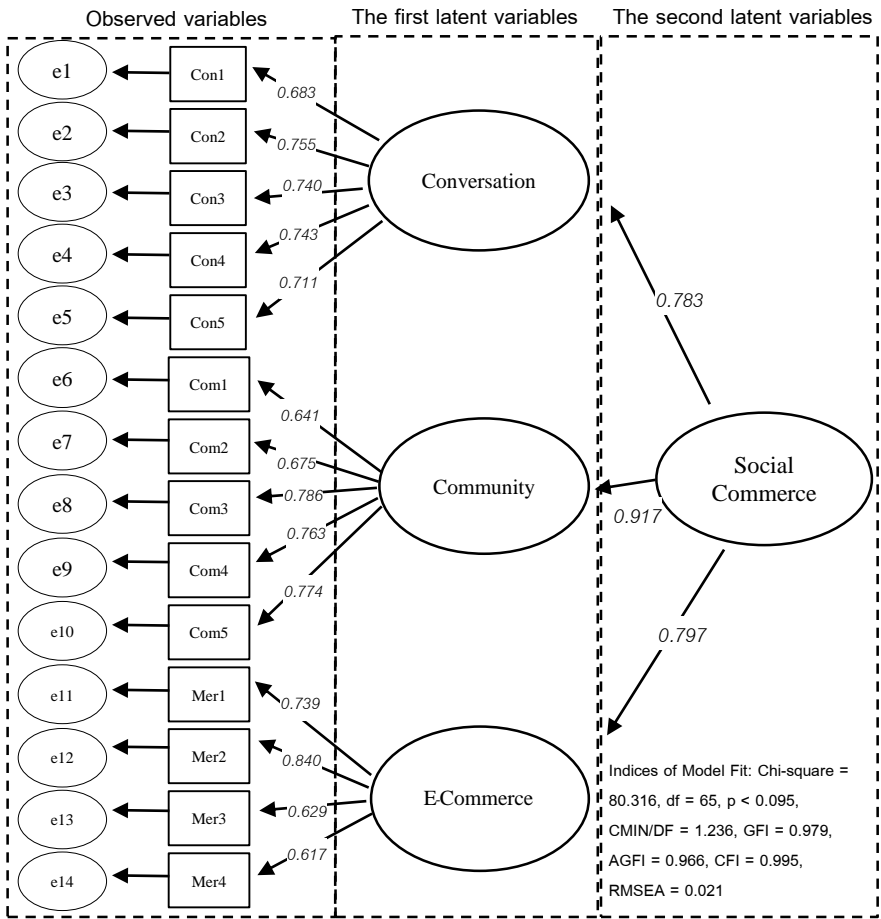 Observed variables
The first latent variables
The second latent variables
e1
Con1
0.683
e2
Con2
0.755
e3
Con3
0.740
e4
Con4
0.743
e5
Con5
0.711
Conversation
e6
Com1
0.641
e7
Com2
0.675
e8
Com3
0.786
e9
Com4
0.763
e10
Com5
0.774
Community
e11
Mer1
0.739
e12
Mer2
0.840
e13
Mer3
0.629
e14
Mer4
0.617
E-Commerce
0.783
0.917
0.797
Social
Commerce
Indices of Model Fit: Chi-square =
80.316, df = 65, p < 0.095,
CMIN/DF = 1.236, GFI = 0.979,
AGFI = 0.966, CFI = 0.995,
RMSEA = 0.021